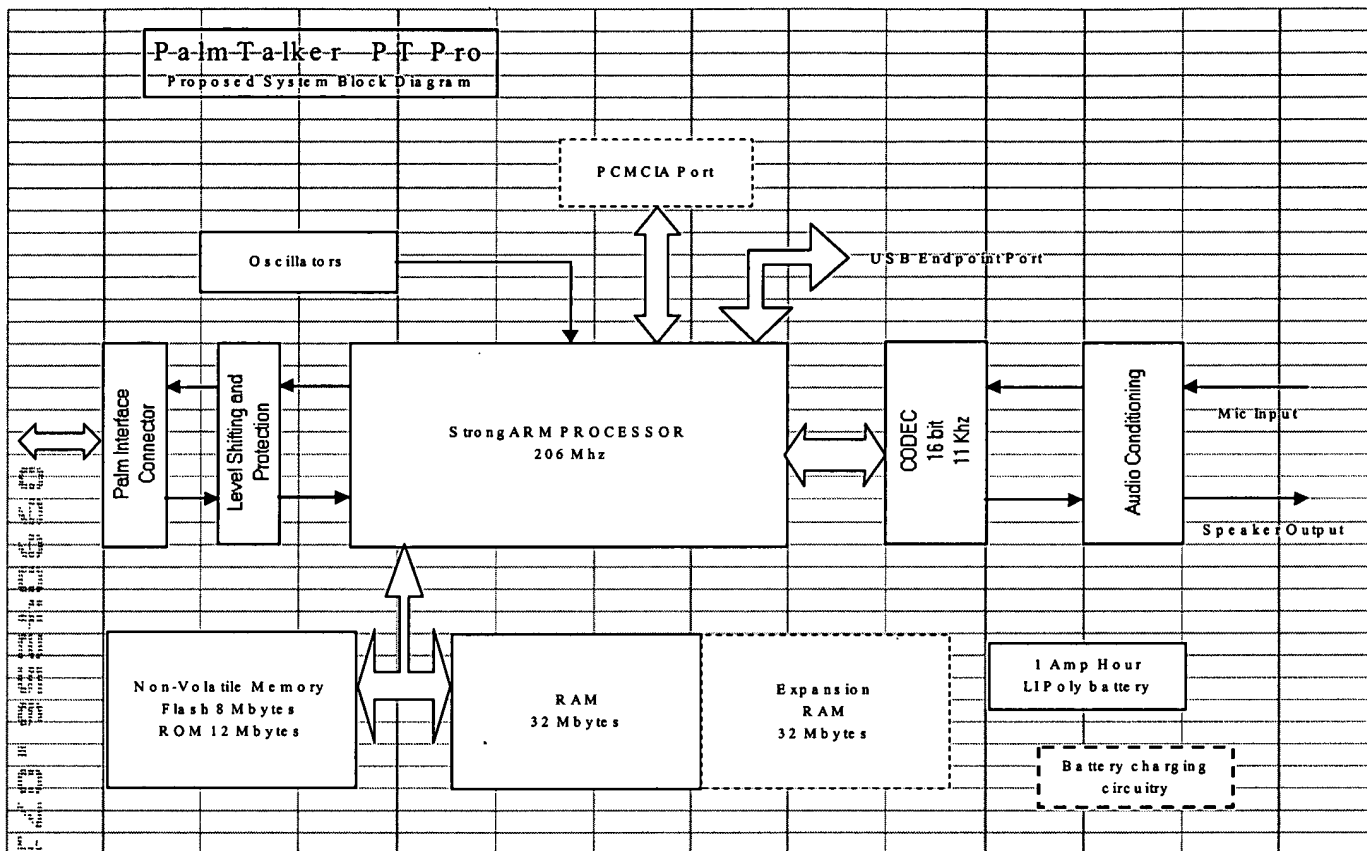 PalmTalker PT Pro
Proposed System Block Diagram
PCMCIA Port
Oscillators
USB Endpoint Port
Palm Interface
Connector
Level Shifting and
Protection
StrongARM PROCESSOR
206 Mhz
CODEC
16 bit
11 Khz
Audio Conditioning
Mic Input
Speaker Output
Non-Volatile Memory
Flash 8 Mbytes
ROM 12 Mbytes
RAM
32 Mbytes
Expansion
RAM
32 Mbytes
1 Amp Hour
LIPoly battery
Battery charging
circuitry